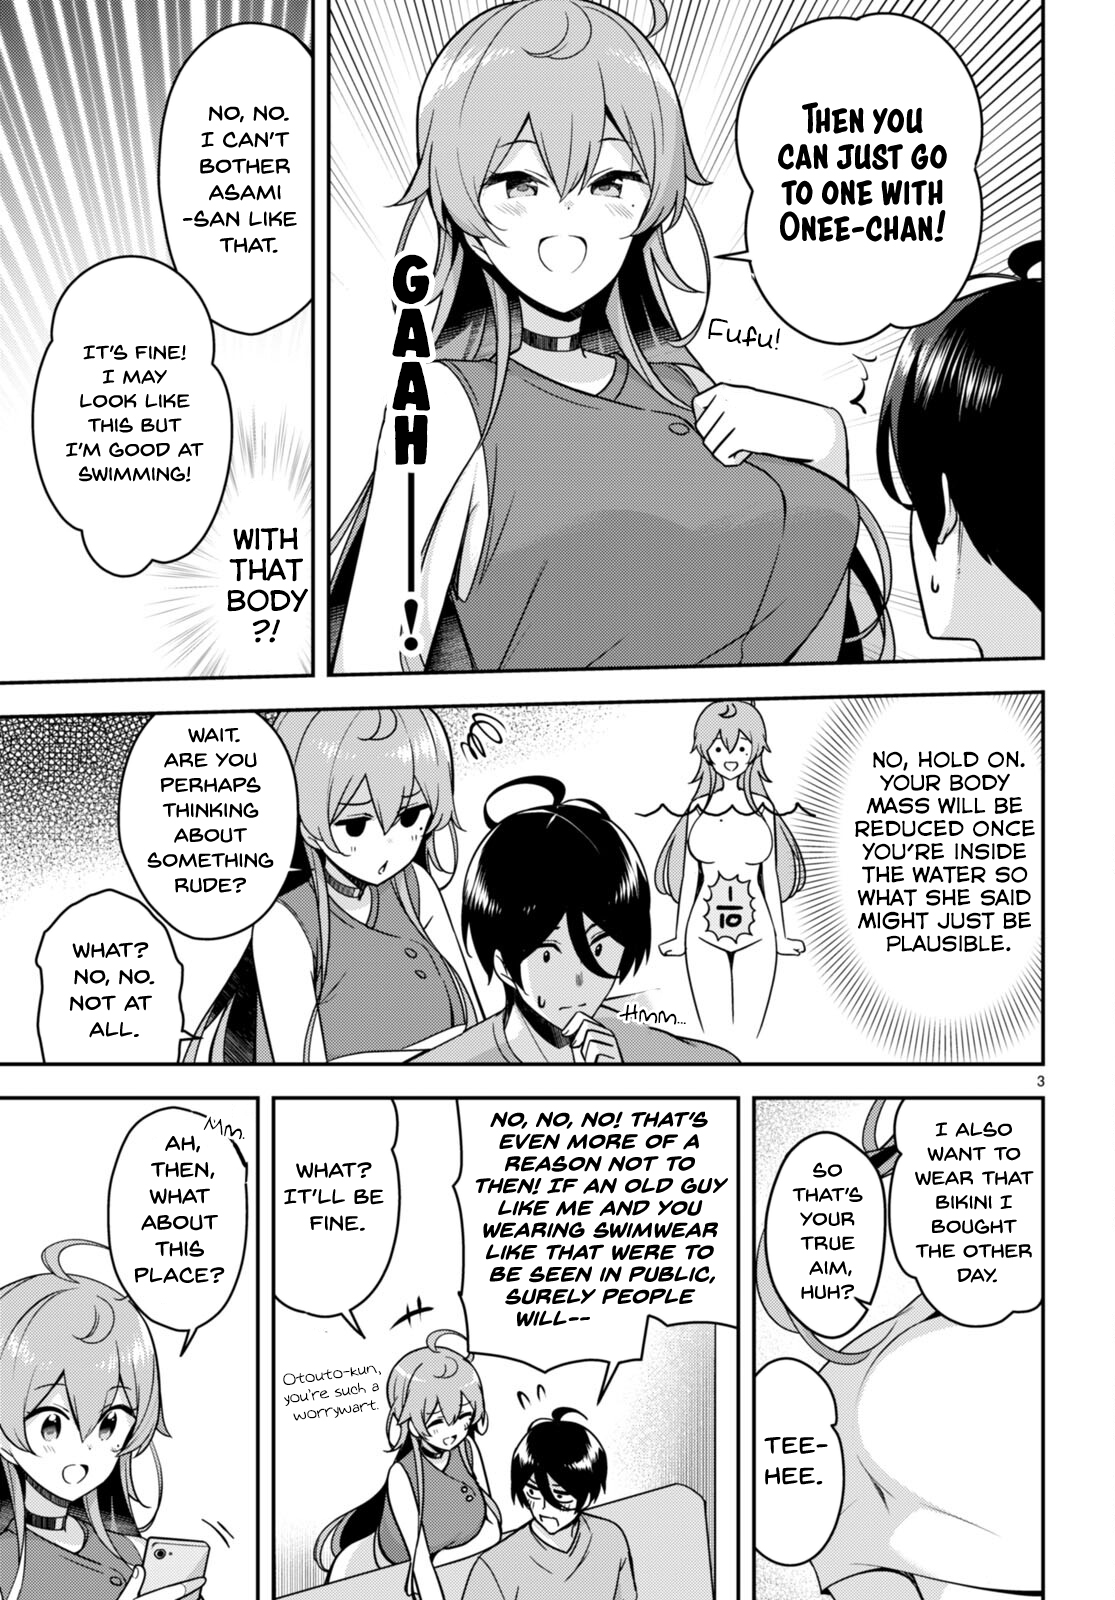 THEN YOU
CAN JUST GO
TO ONE WITH
ONEE-CHAN!
Fufu!
GAAH—!
NO, NO.
I CAN'T
BOTHER
ASAMI
-SAN LIKE
THAT.
IT'S FINE!
I MAY
LOOK LIKE
THIS BUT
I'M GOOD AT
SWIMMING!
WITH
THAT
BODY
?!
NO, HOLD ON.
YOUR BODY
MASS WILL BE
REDUCED ONCE
YOU'RE INSIDE
THE WATER SO
WHAT SHE SAID
MIGHT JUST BE
PLAUSIBLE.
1/10
Hmm...
WAIT.
ARE YOU
PERHAPS
THINKING
ABOUT
SOMETHING
RUDE?
WHAT?
NO, NO.
NOT AT
ALL.
3
I ALSO
WANT TO
WEAR THAT
BIKINI I
BOUGHT
THE OTHER
DAY.
SO
THAT'S
YOUR
TRUE
AIM,
HUH?
TEE-
HEE.
NO, NO, NO! THAT'S
EVEN MORE OF A
REASON NOT TO
THEN! IF AN OLD GUY
LIKE ME AND YOU
WEARING SWIMWEAR
LIKE THAT WERE TO
BE SEEN IN PUBLIC,
SURELY PEOPLE
WILL--
WHAT?
IT'LL BE
FINE.
Otouto-kun,
you're such a
worrywart.
Mm.
AH,
THEN,
WHAT
ABOUT
THIS
PLACE?